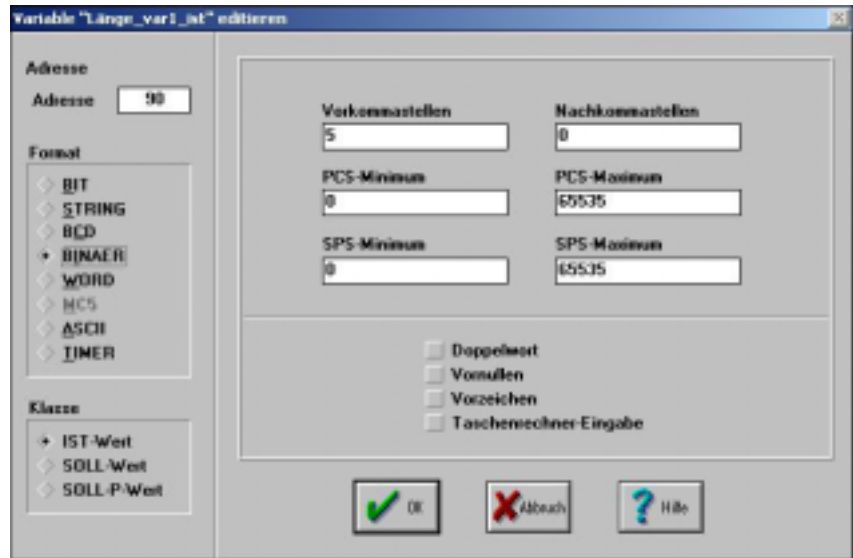 Variable "Länge_var1_ist" editieren
Adresse
Adresse 90
Format
BIT
STRING
BCD
BINAER
WORD
MC5
ASCII
TIMER
Klasse
IST-Wert
SOLL-Wert
SOLL-P-Wert
Vorkommastellen Nachkommastellen
5 0
PCS-Minimum PCS-Maximum
0 65535
SPS-Minimum SPS-Maximum
0 65535
Doppelwort
Vornullen
Vorzeichen
Taschenrechner-Eingabe
OK Abbruch Hilfe